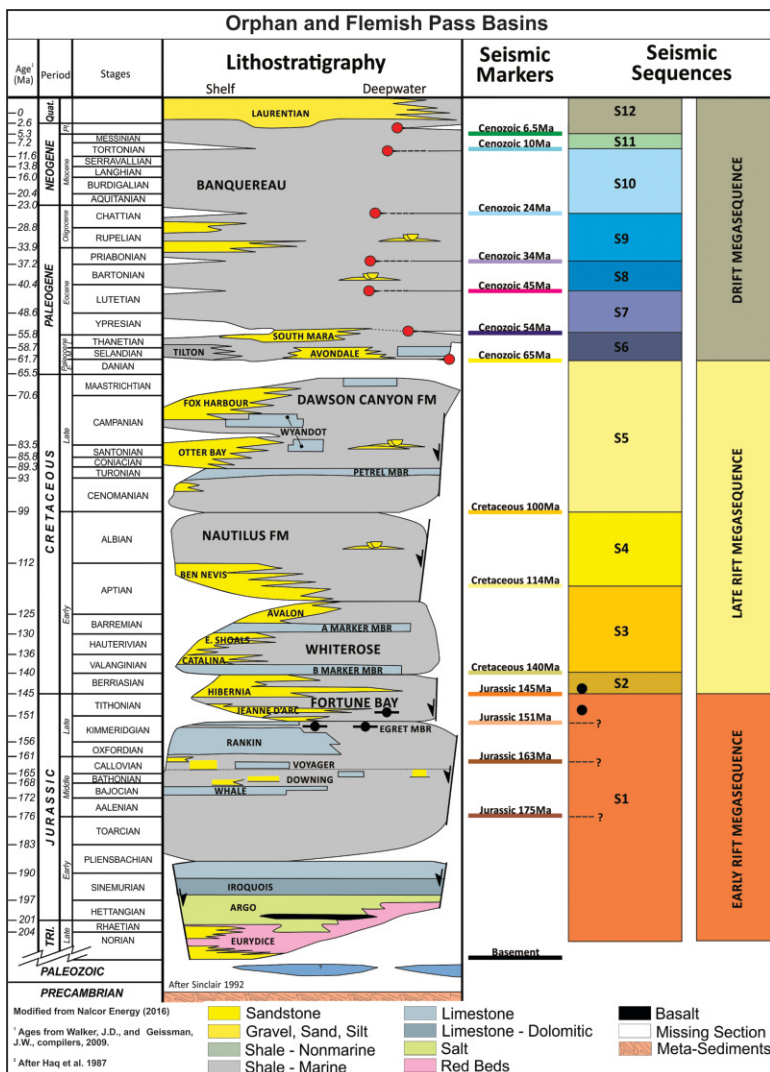 Orphan and Flemish Pass Basins
Age¹ (Ma)
Period
Stages
Lithostratigraphy
Shelf
Deepwater
Seismic Markers
Seismic Sequences
0
2.6
5.3
7.2
11.6
13.8
16.0
20.4
23.0
28.8
33.9
37.2
40.4
48.6
55.8
58.7
61.7
65.5
70.6
83.5
85.8
89.3
93
99
112
125
130
136
140
145
151
156
161
165
168
172
176
183
190
197
201
204
Quat.
NEOGENE
PALEOGENE
CRETACEOUS
JURASSIC
TRI.
Pl
Miocene
Oligocene
Eocene
Paleocene
Late
Early
Late
Middle
Early
Late
MESSINIAN
TORTONIAN
SERRAVALLIAN
LANGHIAN
BURDIGALIAN
AQUITANIAN
CHATTIAN
RUPELIAN
PRIABONIAN
BARTONIAN
LUTETIAN
YPRESIAN
THANETIAN
SELANDIAN
DANIAN
MAASTRICHTIAN
CAMPANIAN
SANTONIAN
CONIACIAN
TURONIAN
CENOMANIAN
ALBIAN
APTIAN
BARREMIAN
HAUTERIVIAN
VALANGINIAN
BERRIASIAN
TITHONIAN
KIMMERIDGIAN
OXFORDIAN
CALLOVIAN
BATHONIAN
BAJOCIAN
AALENIAN
TOARCIAN
PLIENSBACHIAN
SINEMURIAN
HETTANGIAN
RHAETIAN
NORIAN
PALEOZOIC
PRECAMBRIAN
LAURENTIAN
BANQUEREAU
SOUTH MARA
TILTON
AVONDALE
DAWSON CANYON FM
FOX HARBOUR
WYANDOT
OTTER BAY
PETREL MBR
NAUTILUS FM
BEN NEVIS
AVALON
A MARKER MBR
E. SHOALS
WHITEROSE
CATALINA
B MARKER MBR
HIBERNIA
FORTUNE BAY
JEANNE D'ARC
EGRET MBR
RANKIN
VOYAGER
DOWNING
WHALE
IROQUOIS
ARGO
EURYDICE
?
After Sinclair 1992
Cenozoic 6.5Ma
Cenozoic 10Ma
Cenozoic 24Ma
Cenozoic 34Ma
Cenozoic 45Ma
Cenozoic 54Ma
Cenozoic 65Ma
Cretaceous 100Ma
Cretaceous 114Ma
Cretaceous 140Ma
Jurassic 145Ma
Jurassic 151Ma
Jurassic 163Ma
Jurassic 175Ma
Basement
S12
S11
S10
S9
S8
S7
S6
S5
S4
S3
S2
S1
?
?
?
DRIFT MEGASEQUENCE
LATE RIFT MEGASEQUENCE
EARLY RIFT MEGASEQUENCE
Modified from Nalcor Energy (2016)
¹ Ages from Walker, J.D., and Geissman,
J.W., compilers, 2009.
² After Haq et al. 1987
Sandstone
Gravel, Sand, Silt
Shale - Nonmarine
Shale - Marine
Limestone
Limestone - Dolomitic
Salt
Red Beds
Basalt
Missing Section
Meta-Sediments